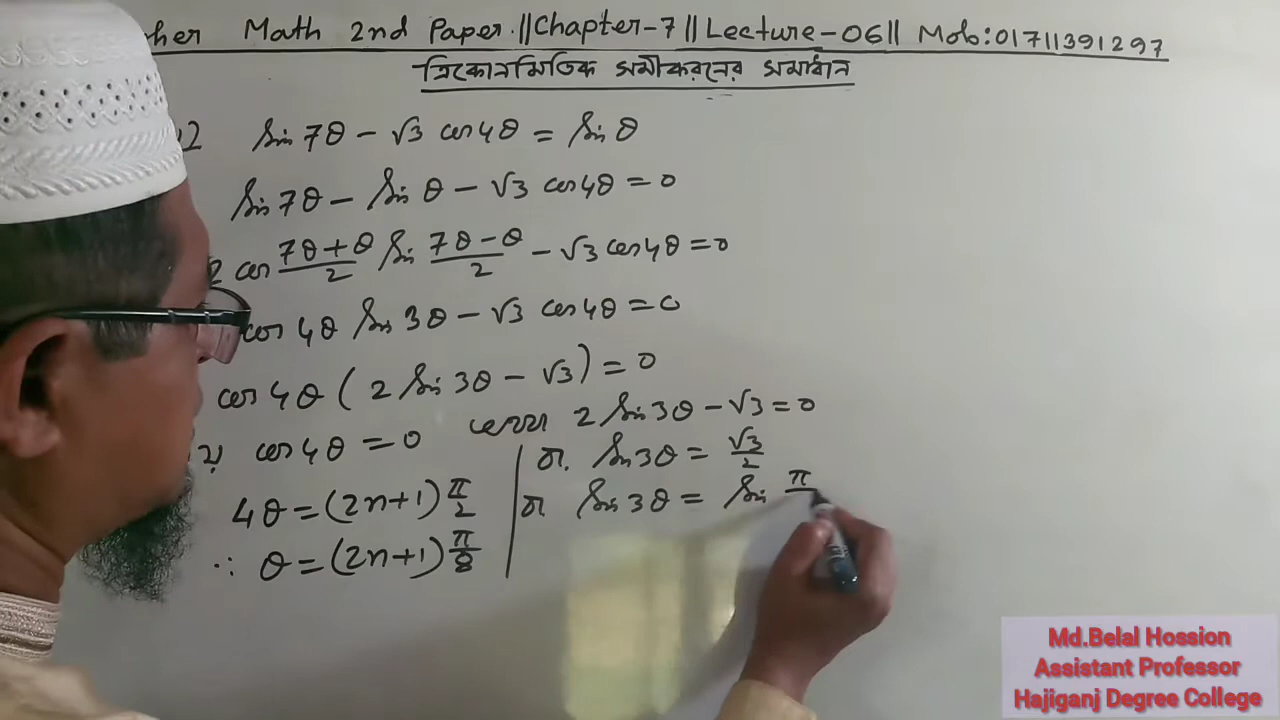 Math 2nd Paper. || Chapter-7 || Lecture-06 || Mob: 01711391297
ত্রিকোনমিতিক সমীকরনের সমাধান
sin 7θ - √3 cos 4θ = sin θ
sin 7θ - sin θ - √3 cos 4θ = 0
2 cos (7θ+θ)/2 sin (7θ-θ)/2 - √3 cos 4θ = 0
cos 4θ sin 3θ - √3 cos 4θ = 0
cos 4θ ( 2 sin 3θ - √3 ) = 0
cos 4θ = 0
4θ = (2n+1) π/2
∴ θ = (2n+1) π/8
2 sin 3θ - √3 = 0
বা. sin 3θ = √3/2
বা sin 3θ = sin π
Md.Belal Hossion
Assistant Professor
Hajiganj Degree College